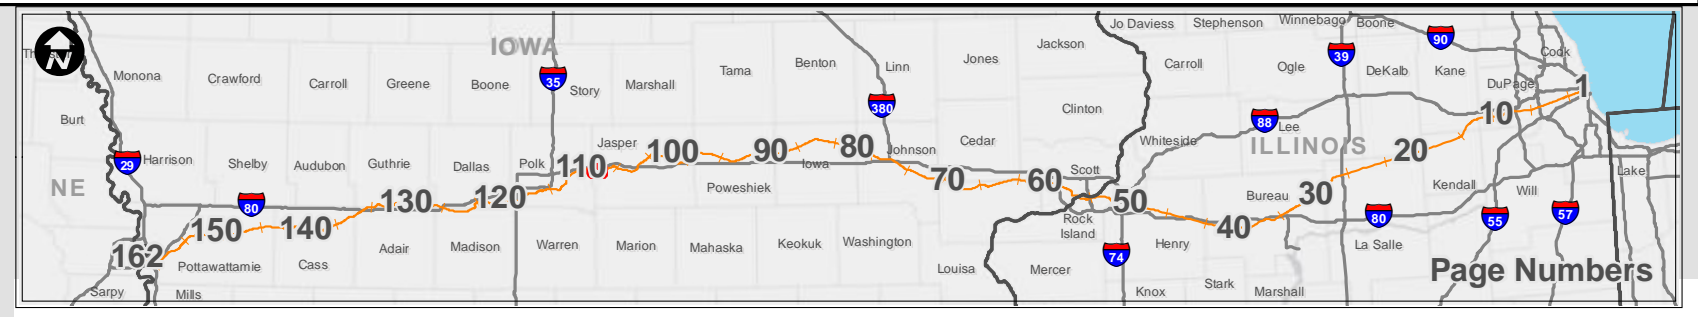 Jo Daviess
Stephenson
Winnebago
Boone
N
IOWA
Jackson
90
39
Cook
Monona
Crawford
Carroll
Greene
Boone
35
Story
Marshall
Tama
Benton
Linn
Jones
Carroll
Ogle
DeKalb
Kane
DuPage
1
380
Clinton
10
Burt
88
Lee
Whiteside
ILLINOIS
29
Harrison
Shelby
Audubon
Guthrie
Dallas
Polk
110
Jasper
100
90
Iowa
80
Johnson
Cedar
20
NE
80
130
120
Poweshiek
70
60
Scott
50
Bureau
30
Kendall
Will
Lake
162
150
140
Adair
Madison
Warren
Marion
Mahaska
Keokuk
Washington
Rock
Island
74
Henry
40
80
La Salle
55
57
Pottawattamie
Cass
Louisa
Mercer
Stark
Page Numbers
Sarpy
Mills
Knox
Marshall